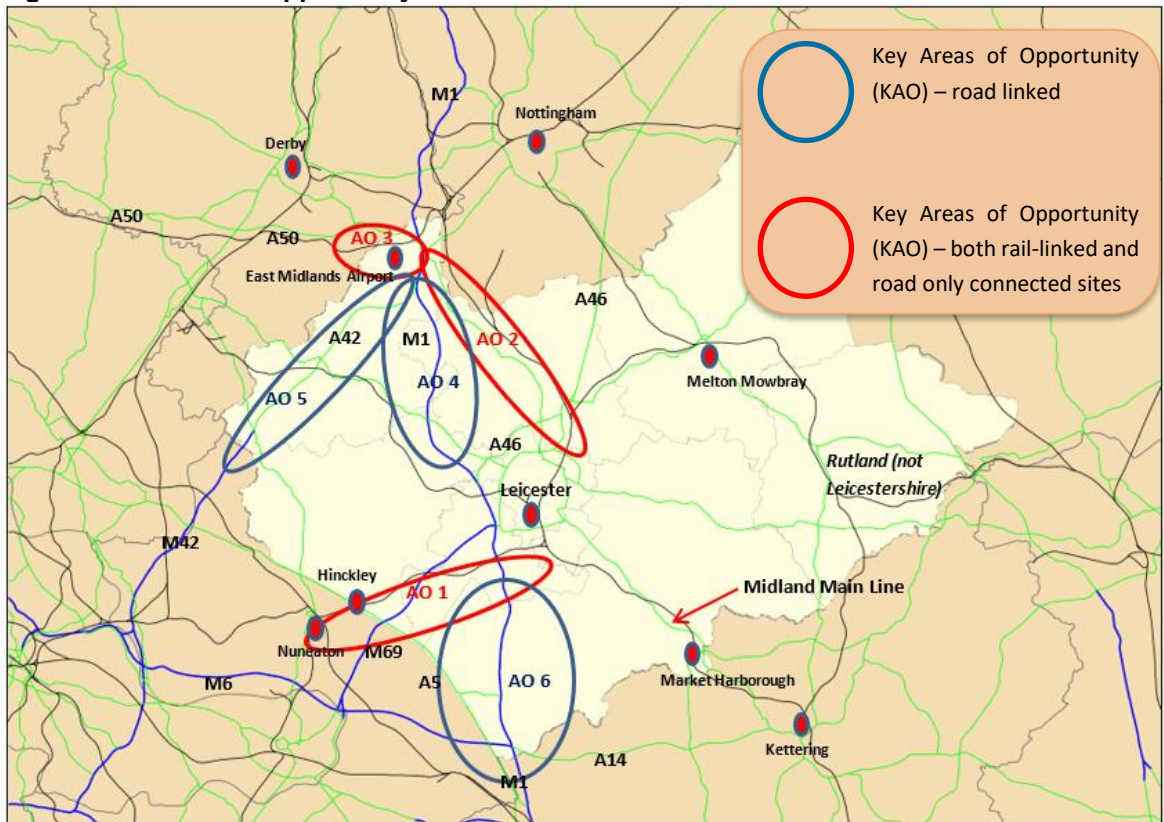 Key Areas of Opportunity
(KAO) – road linked
Key Areas of Opportunity
(KAO) – both rail-linked and
road only connected sites
M1
Nottingham
Derby
A50
A50
AO 3
East Midlands Airport
A46
A42
M1
AO 2
Melton Mowbray
AO 4
AO 5
A46
Rutland (not
Leicestershire)
Leicester
M42
Hinckley
AO 1
Midland Main Line
Nuneaton
M69
M6
A5
AO 6
Market Harborough
Kettering
A14
M1